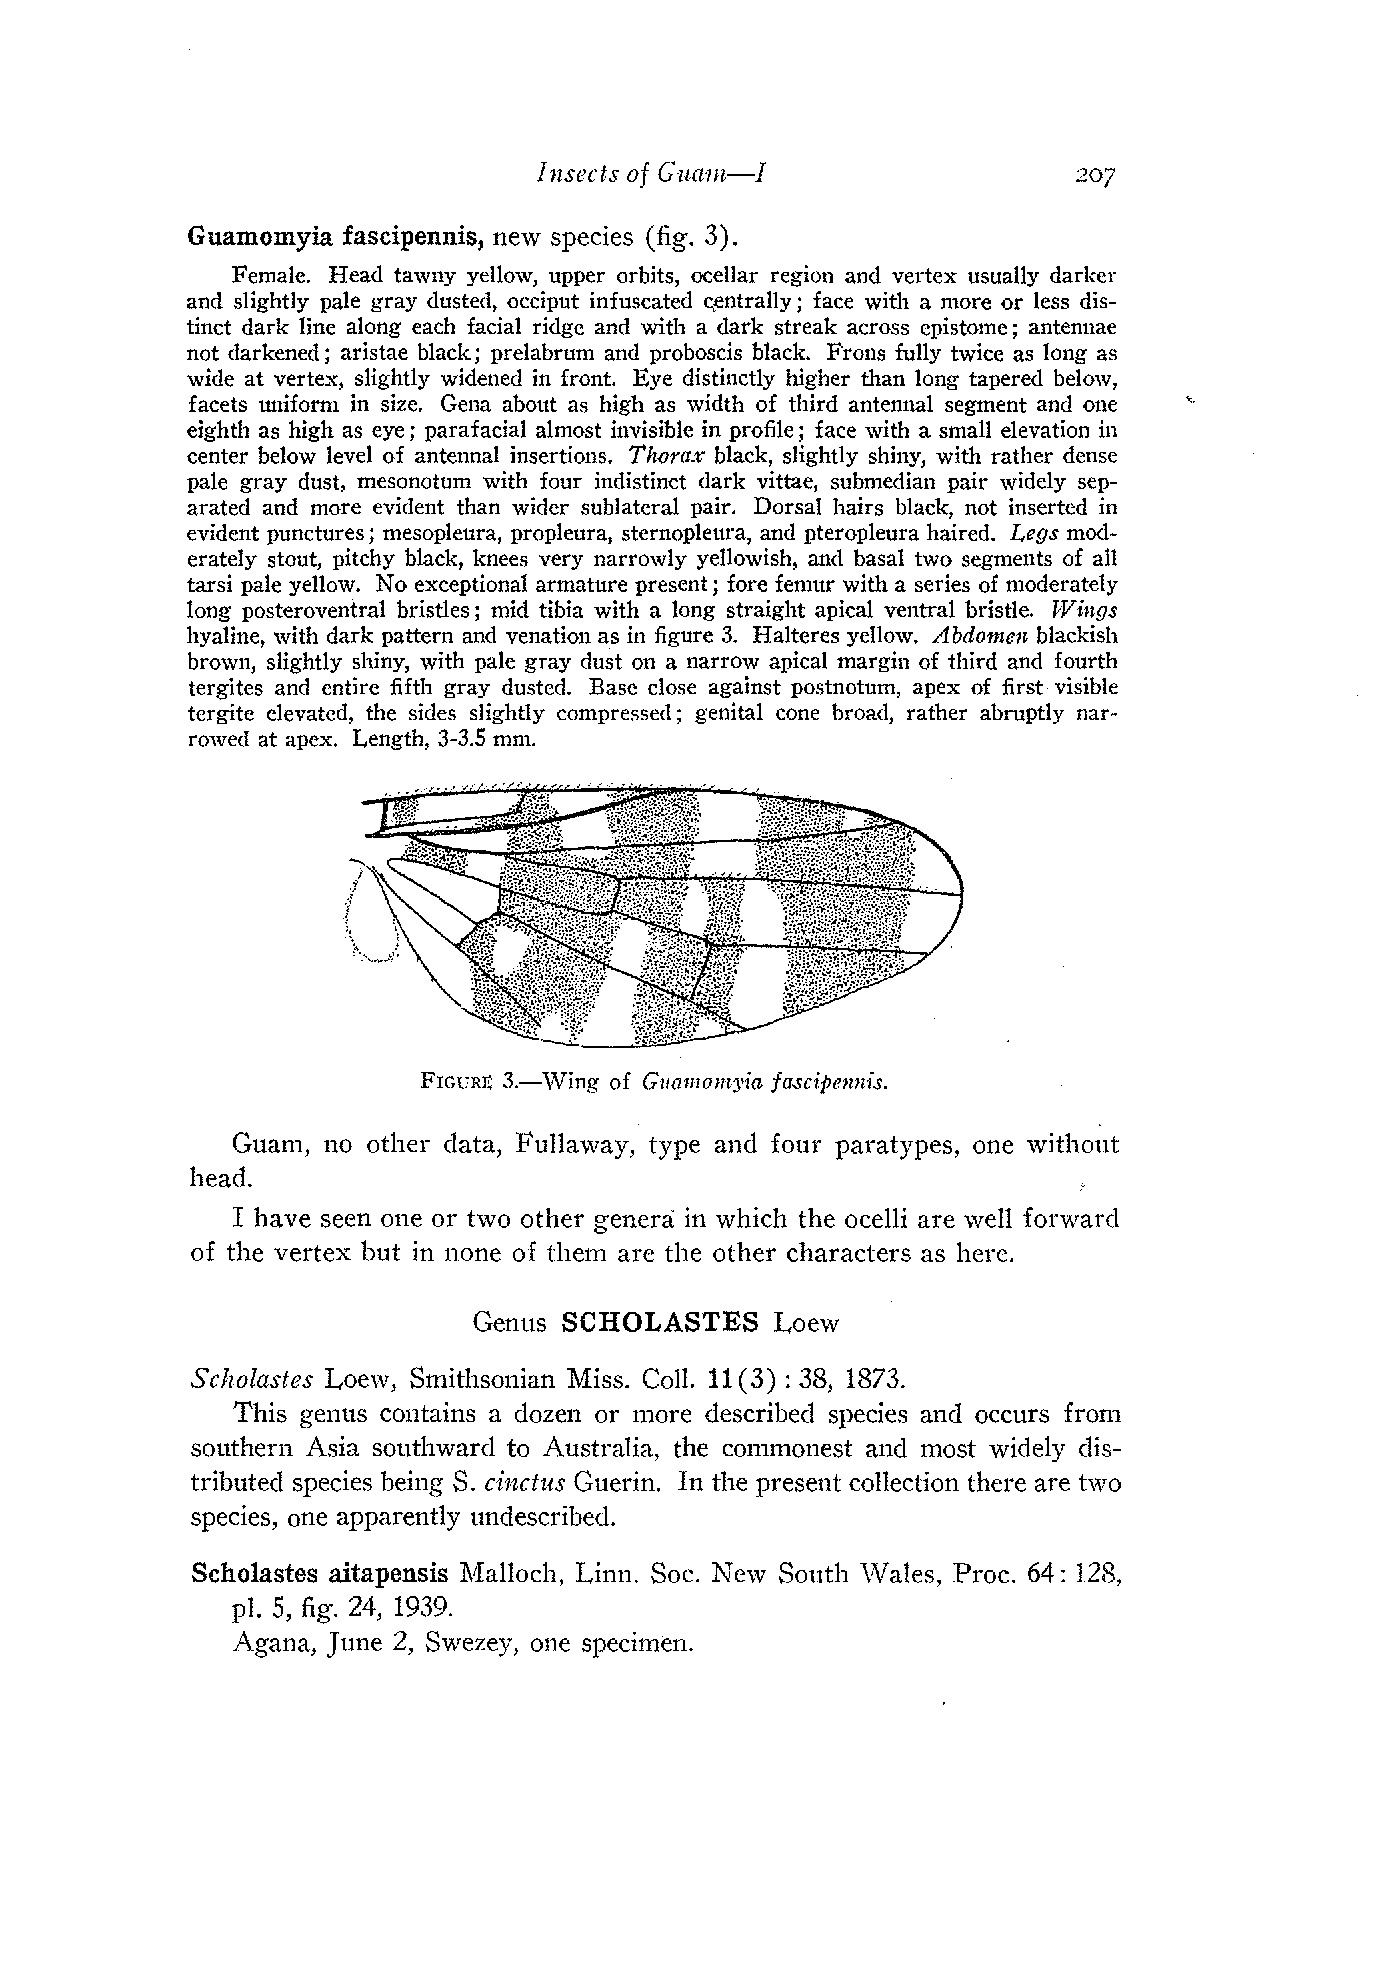 Insects of Guam—I 207
Guamomyia fascipennis, new species (fig. 3).
Female. Head tawny yellow, upper orbits, ocellar region and vertex usually darker
and slightly pale gray dusted, occiput infuscated centrally; face with a more or less dis-
tinct dark line along each facial ridge and with a dark streak across epistome; antennae
not darkened; aristae black; prelabrum and proboscis black. Frons fully twice as long as
wide at vertex, slightly widened in front. Eye distinctly higher than long tapered below,
facets uniform in size. Gena about as high as width of third antennal segment and one
eighth as high as eye; parafacial almost invisible in profile; face with a small elevation in
center below level of antennal insertions. Thorax black, slightly shiny, with rather dense
pale gray dust, mesonotum with four indistinct dark vittae, submedian pair widely sep-
arated and more evident than wider sublateral pair. Dorsal hairs black, not inserted in
evident punctures; mesopleura, propleura, sternopleura, and pteropleura haired. Legs mod-
erately stout, pitchy black, knees very narrowly yellowish, and basal two segments of all
tarsi pale yellow. No exceptional armature present; fore femur with a series of moderately
long posteroventral bristles; mid tibia with a long straight apical ventral bristle. Wings
hyaline, with dark pattern and venation as in figure 3. Halteres yellow. Abdomen blackish
brown, slightly shiny, with pale gray dust on a narrow apical margin of third and fourth
tergites and entire fifth gray dusted. Base close against postnotum, apex of first visible
tergite elevated, the sides slightly compressed; genital cone broad, rather abruptly nar-
rowed at apex. Length, 3-3.5 mm.
FIGURE 3.—Wing of Guamomyia fascipennis.
Guam, no other data, Fullaway, type and four paratypes, one without
head.
I have seen one or two other genera in which the ocelli are well forward
of the vertex but in none of them are the other characters as here.
Genus SCHOLASTES Loew
Scholastes Loew, Smithsonian Miss. Coll. 11(3) : 38, 1873.
This genus contains a dozen or more described species and occurs from
southern Asia southward to Australia, the commonest and most widely dis-
tributed species being S. cinctus Guerin. In the present collection there are two
species, one apparently undescribed.
Scholastes aitapensis Malloch, Linn. Soc. New South Wales, Proc. 64: 128,
pl. 5, fig. 24, 1939.
Agana, June 2, Swezey, one specimen.